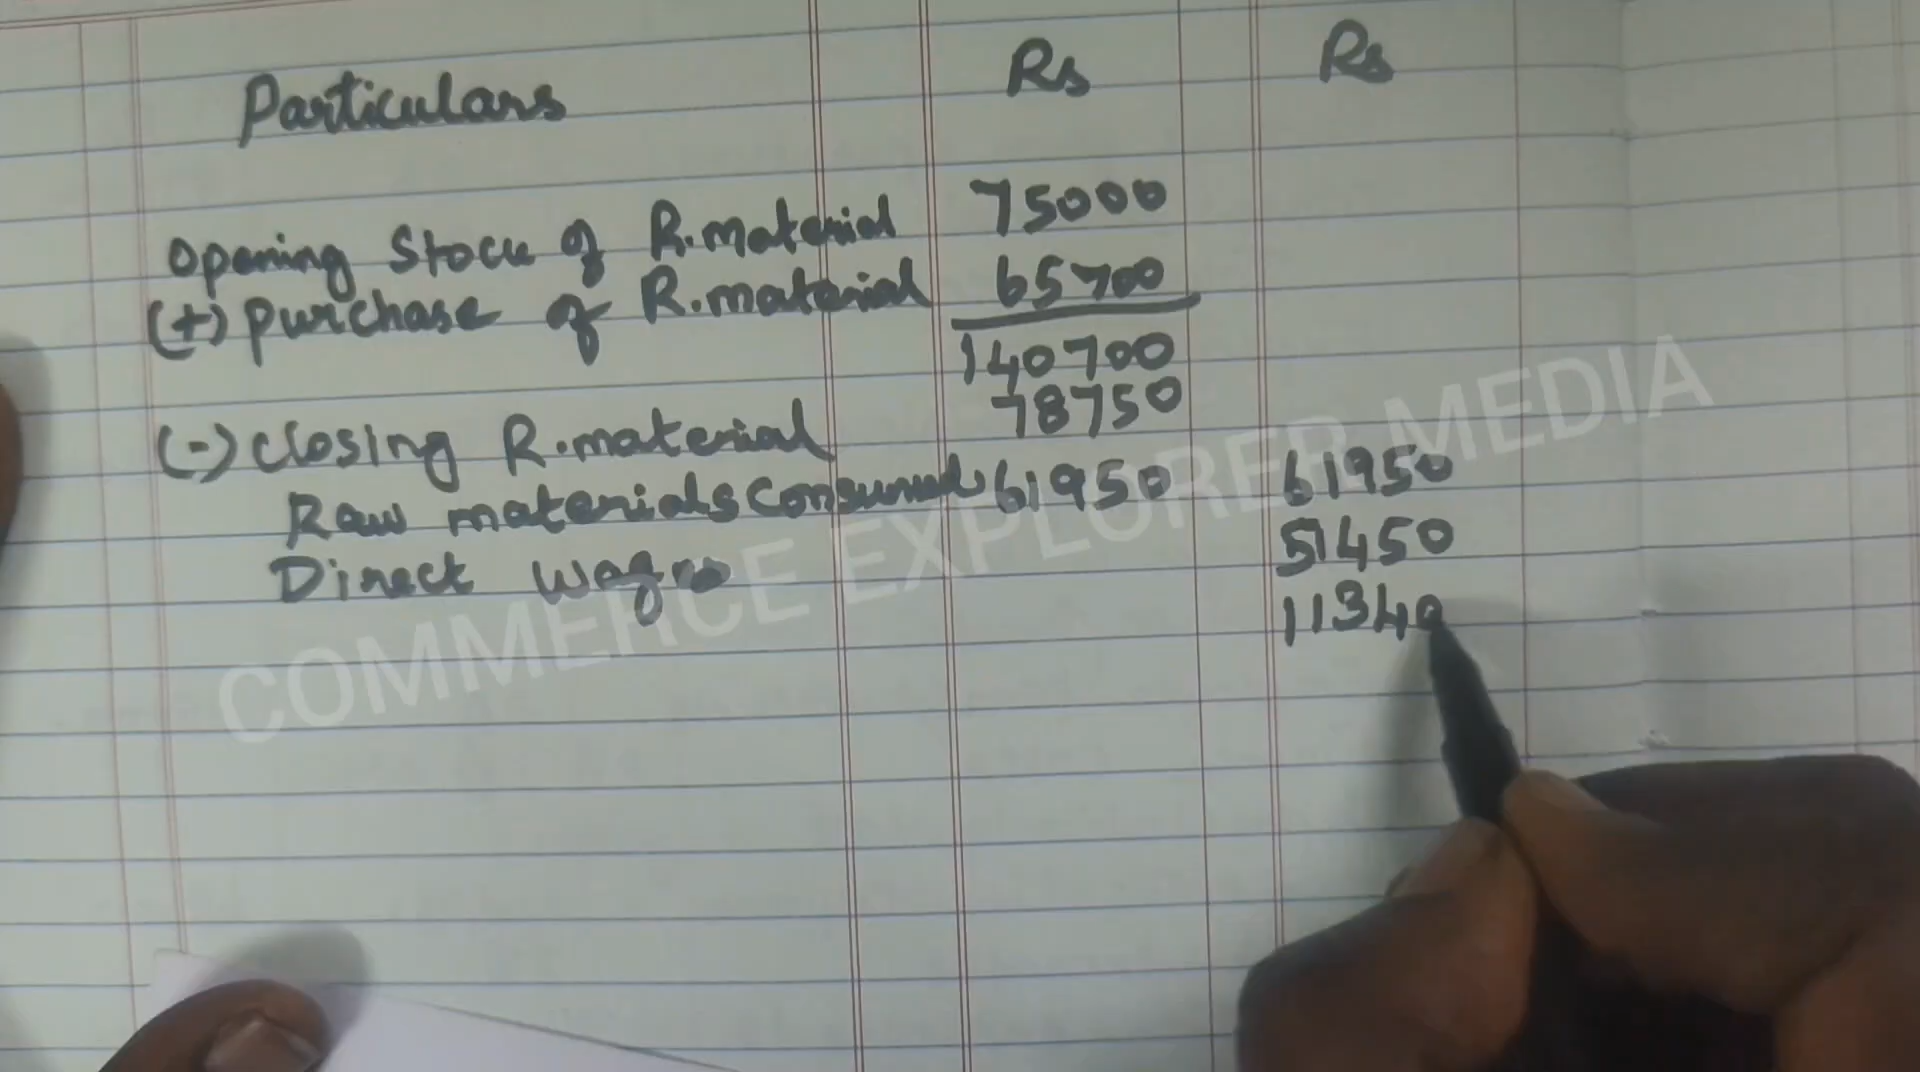 Particulars Rs Rs
Opening Stock of R.material 75000
(+) Purchase of R.material 65700
140700
(-) closing R.material 78750
Raw materials Consumed 61950 61950
Direct wages 51450
11340
COMMERCE EXPLORER MEDIA